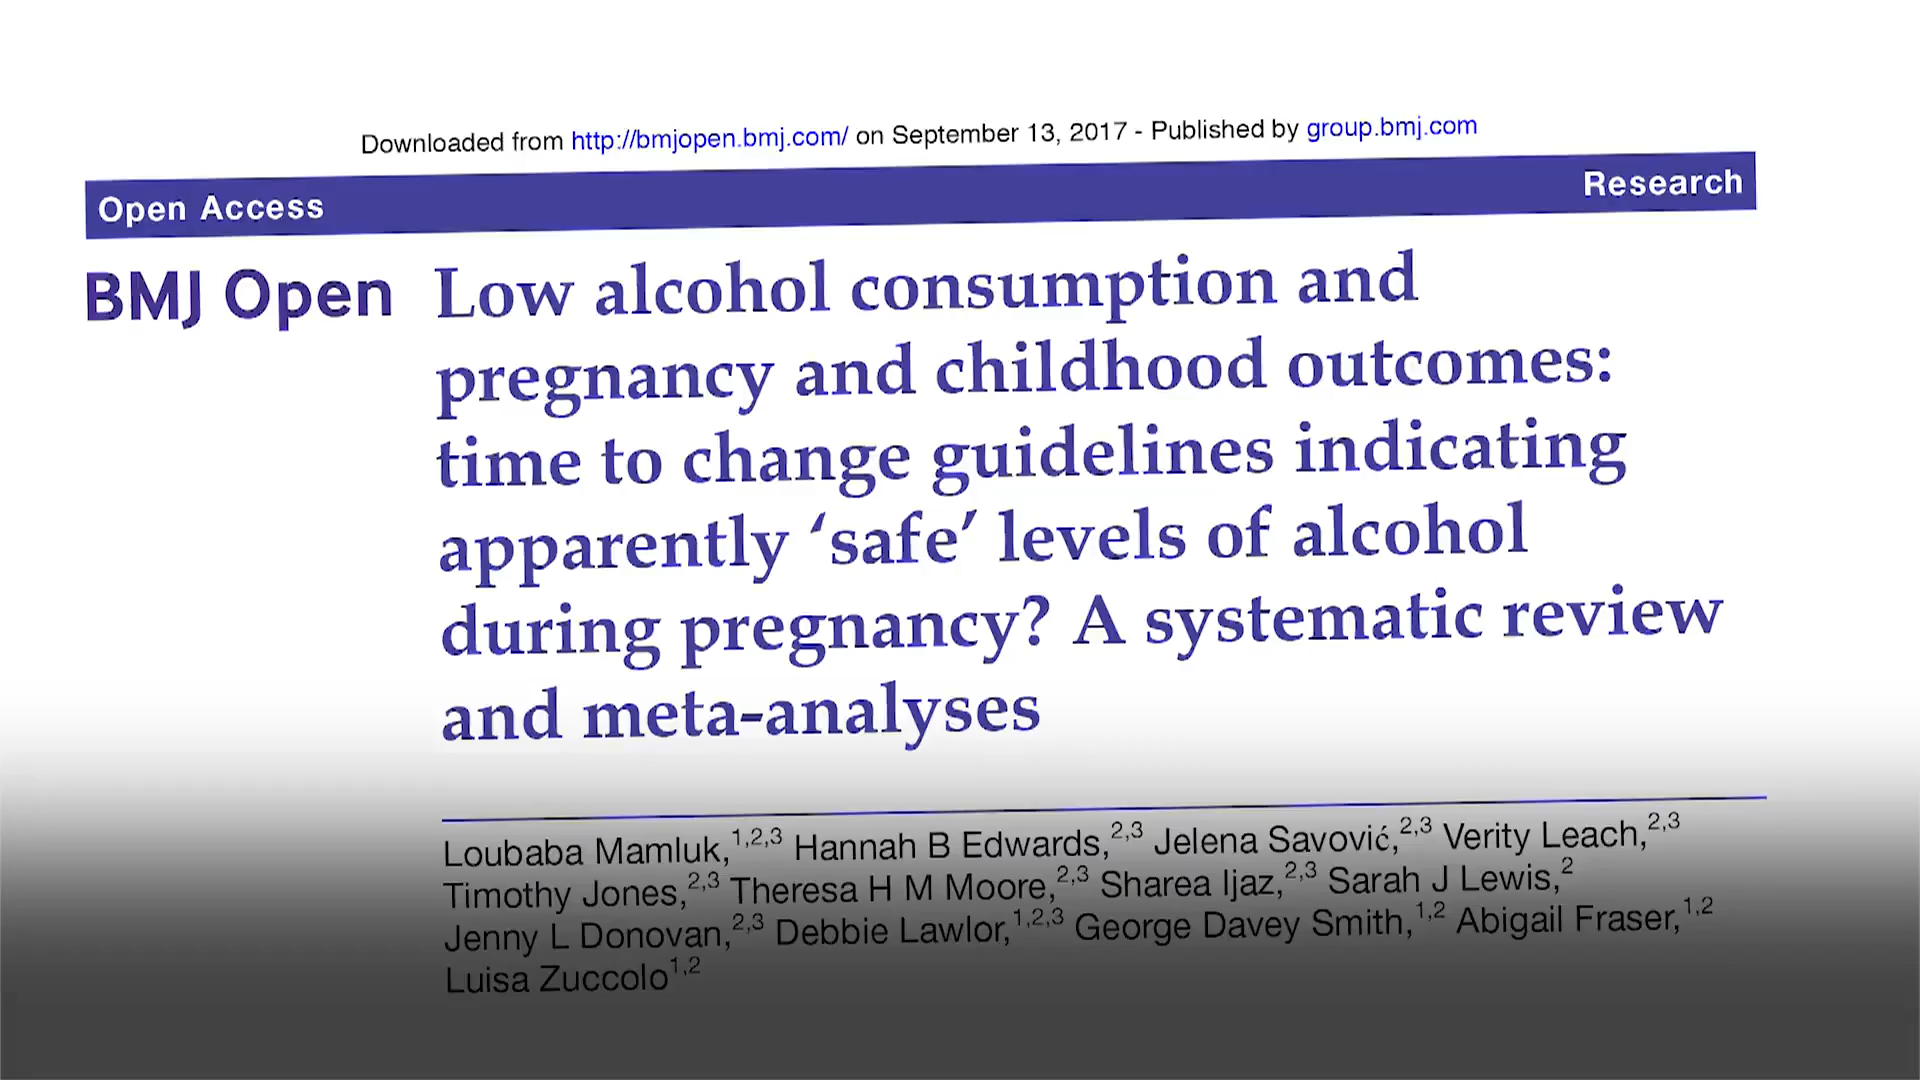 Downloaded from http://bmjopen.bmj.com/ on September 13, 2017 - Published by group.bmj.com
Open Access
Research
BMJ Open
Low alcohol consumption and
pregnancy and childhood outcomes:
time to change guidelines indicating
apparently ‘safe’ levels of alcohol
during pregnancy? A systematic review
and meta-analyses
Loubaba Mamluk,1,2,3 Hannah B Edwards,2,3 Jelena Savović,2,3 Verity Leach,2,3
Timothy Jones,2,3 Theresa H M Moore,2,3 Sharea Ijaz,2,3 Sarah J Lewis,2
Jenny L Donovan,2,3 Debbie Lawlor,1,2,3 George Davey Smith,1,2 Abigail Fraser,1,2
Luisa Zuccolo1,2